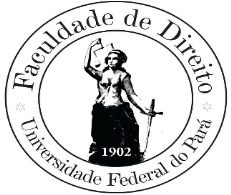 Faculdade de Direito
1902
Universidade Federal do Pará